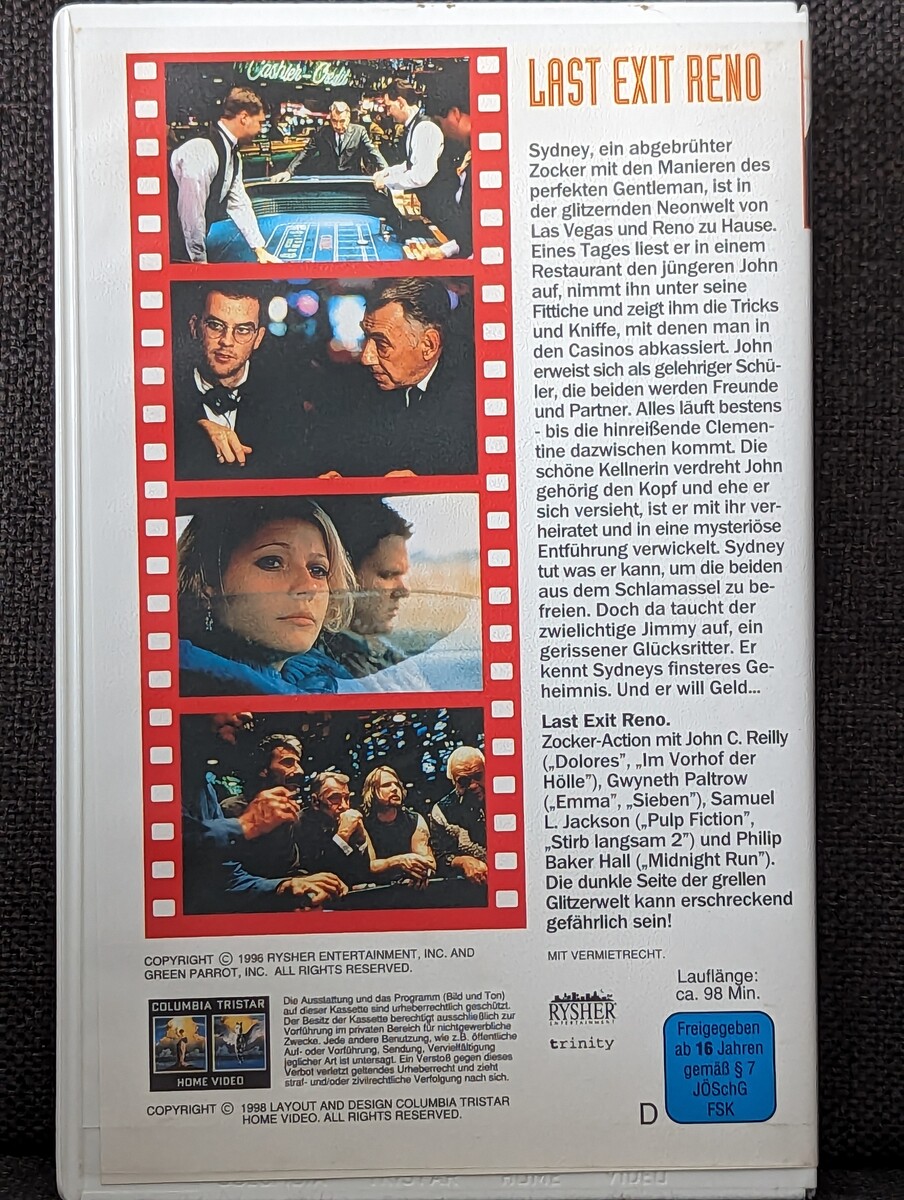 Cashier-Credit
LAST EXIT RENO
Sydney, ein abgebrühter
Zocker mit den Manieren des
perfekten Gentleman, ist in
der glitzernden Neonwelt von
Las Vegas und Reno zu Hause.
Eines Tages liest er in einem
Restaurant den jüngeren John
auf, nimmt ihn unter seine
Fittiche und zeigt ihm die Tricks
und Kniffe, mit denen man in
den Casinos abkassiert. John
erweist sich als gelehriger Schü-
ler, die beiden werden Freunde
und Partner. Alles läuft bestens
- bis die hinreißende Clemen-
tine dazwischen kommt. Die
schöne Kellnerin verdreht John
gehörig den Kopf und ehe er
sich versieht, ist er mit ihr ver-
heiratet und in eine mysteriöse
Entführung verwickelt. Sydney
tut was er kann, um die beiden
aus dem Schlamassel zu be-
freien. Doch da taucht der
zwielichtige Jimmy auf, ein
gerissener Glücksritter. Er
kennt Sydneys finsteres Ge-
heimnis. Und er will Geld...
Last Exit Reno.
Zocker-Action mit John C. Reilly
(„Dolores”, „Im Vorhof der
Hölle”), Gwyneth Paltrow
(„Emma”, „Sieben”), Samuel
L. Jackson („Pulp Fiction”,
„Stirb langsam 2”) und Philip
Baker Hall („Midnight Run”).
Die dunkle Seite der grellen
Glitzerwelt kann erschreckend
gefährlich sein!
COPYRIGHT © 1996 RYSHER ENTERTAINMENT, INC. AND
GREEN PARROT, INC. ALL RIGHTS RESERVED.
MIT VERMIETRECHT.
Lauflänge:
ca. 98 Min.
COLUMBIA TRISTAR
HOME VIDEO
Die Ausstattung und das Programm (Bild und Ton)
auf dieser Kassette sind urheberrechtlich geschützt.
Der Besitz der Kassette berechtigt ausschließlich zur
Vorführung im privaten Bereich für nichtgewerbliche
Zwecke. Jede andere Benutzung, wie z.B. öffentliche
Auf- oder Vorführung, Sendung, Vervielfältigung
jeglicher Art ist untersagt. Ein Verstoß gegen dieses
Verbot verletzt geltendes Urheberrecht und zieht
straf- und/oder zivilrechtliche Verfolgung nach sich.
RYSHER
ENTERTAINMENT
trinity
Freigegeben
ab 16 Jahren
gemäß § 7
JÖSchG
FSK
D
COPYRIGHT © 1998 LAYOUT AND DESIGN COLUMBIA TRISTAR
HOME VIDEO. ALL RIGHTS RESERVED.
COLUMBIA TRISTAR HOME VIDEO